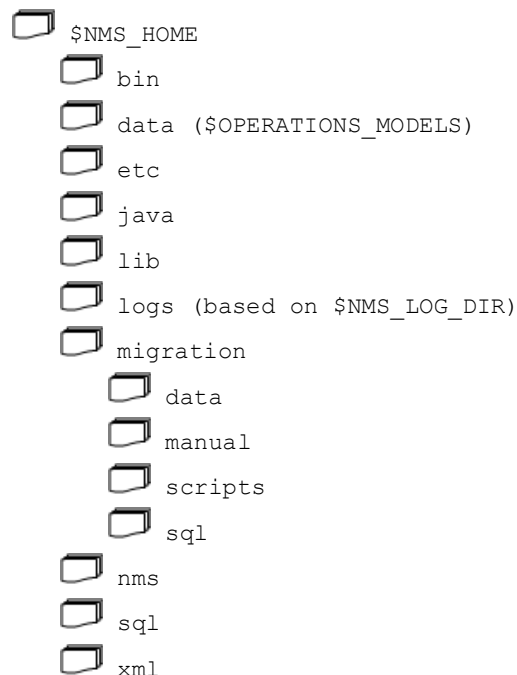 $NMS_HOME
bin
data ($OPERATIONS_MODELS)
etc
java
lib
logs (based on $NMS_LOG_DIR)
migration
data
manual
scripts
sql
nms
sql
xml